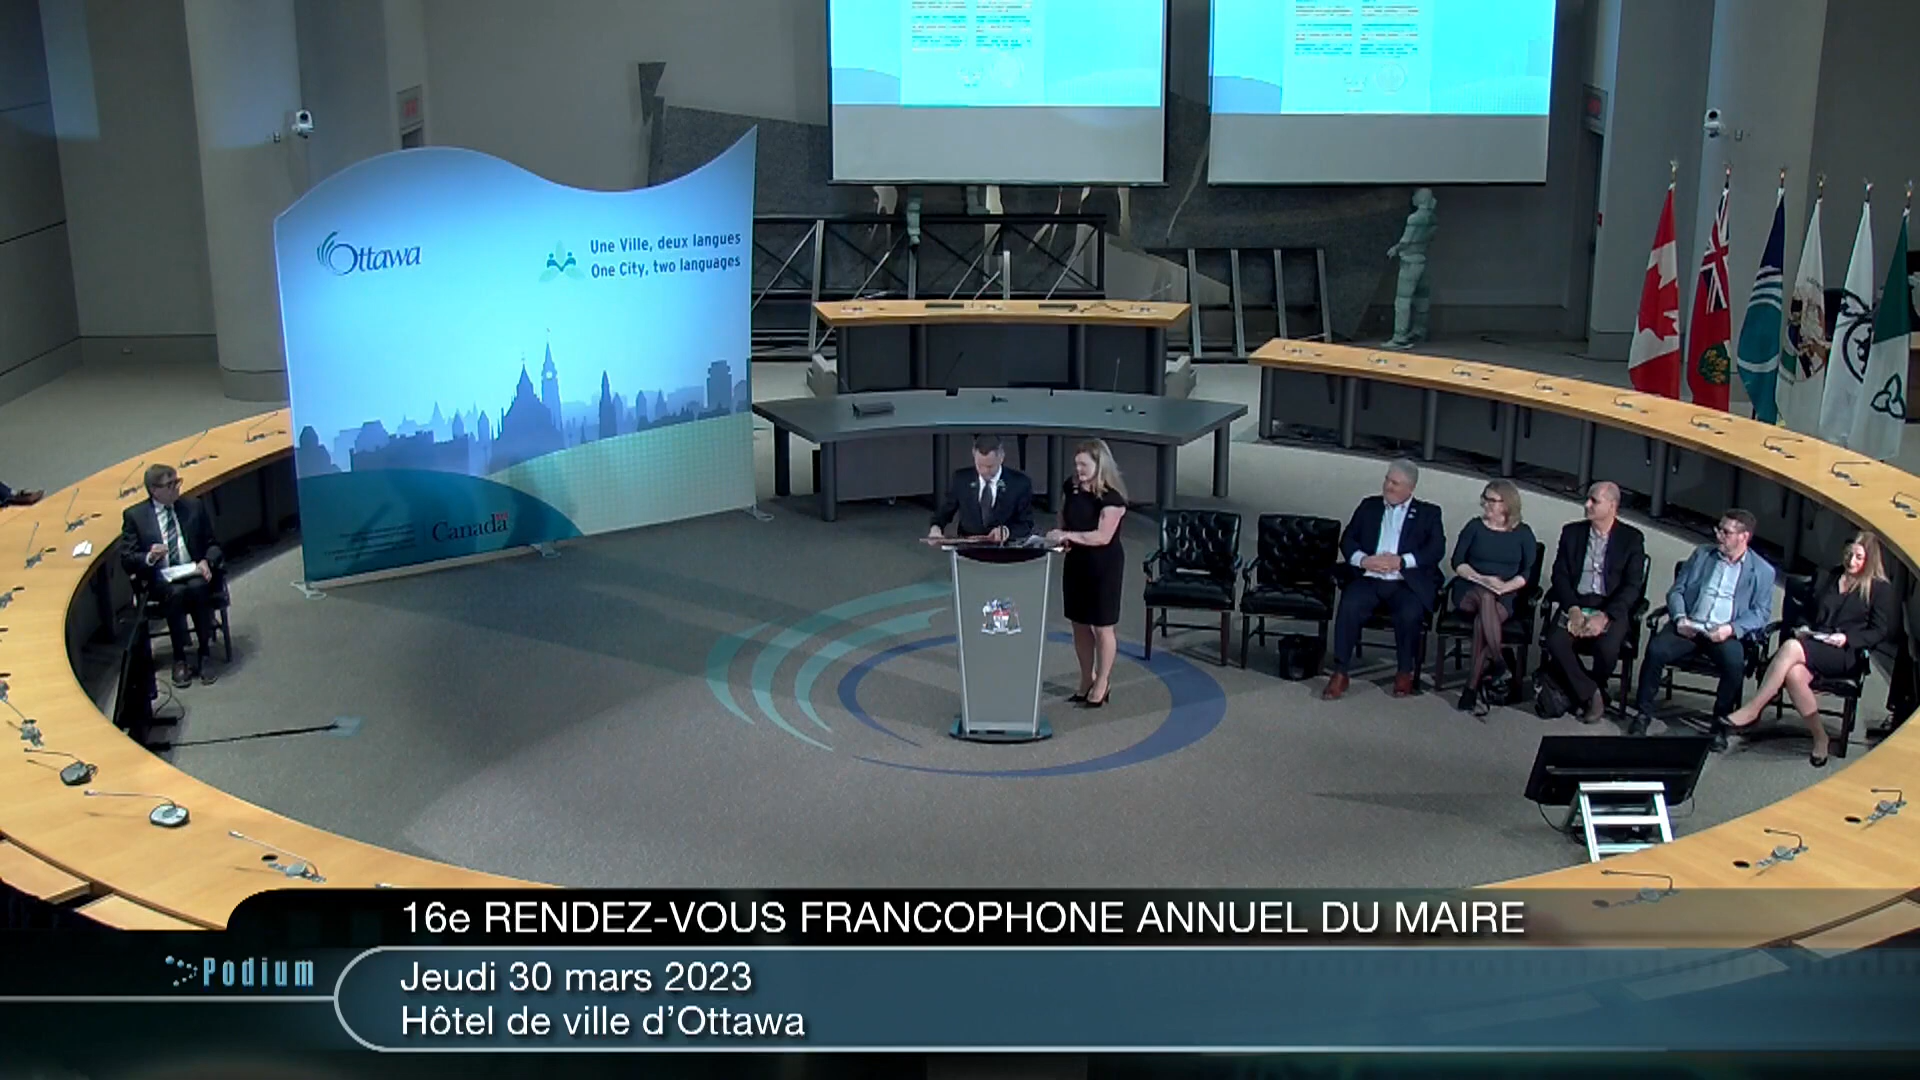 Ottawa
Une Ville, deux langues
One City, two languages
Canada
16e RENDEZ-VOUS FRANCOPHONE ANNUEL DU MAIRE
Podium
Jeudi 30 mars 2023
Hôtel de ville d’Ottawa